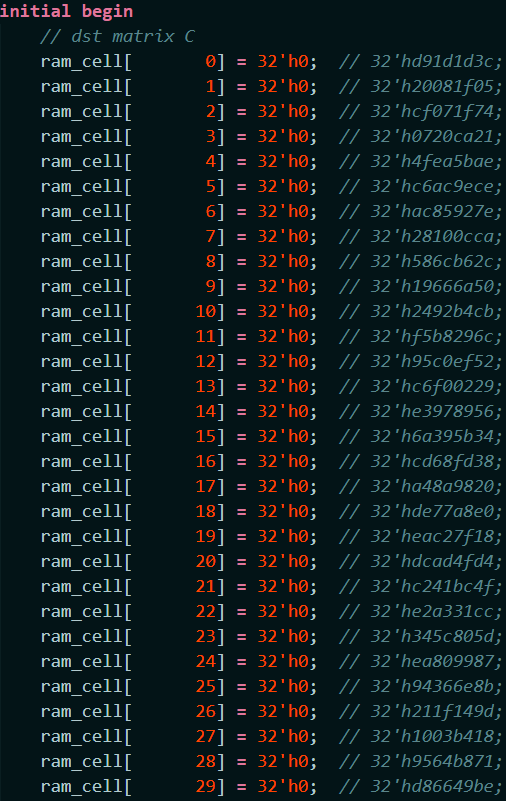 initial begin
    // dst matrix C
    ram_cell[       0] = 32'h0;  // 32'hd91d1d3c;
    ram_cell[       1] = 32'h0;  // 32'h20081f05;
    ram_cell[       2] = 32'h0;  // 32'hcf071f74;
    ram_cell[       3] = 32'h0;  // 32'h0720ca21;
    ram_cell[       4] = 32'h0;  // 32'h4fea5bae;
    ram_cell[       5] = 32'h0;  // 32'hc6ac9ece;
    ram_cell[       6] = 32'h0;  // 32'hac85927e;
    ram_cell[       7] = 32'h0;  // 32'h28100cca;
    ram_cell[       8] = 32'h0;  // 32'h586cb62c;
    ram_cell[       9] = 32'h0;  // 32'h19666a50;
    ram_cell[      10] = 32'h0;  // 32'h2492b4cb;
    ram_cell[      11] = 32'h0;  // 32'hf5b8296c;
    ram_cell[      12] = 32'h0;  // 32'h95c0ef52;
    ram_cell[      13] = 32'h0;  // 32'hc6f00229;
    ram_cell[      14] = 32'h0;  // 32'he3978956;
    ram_cell[      15] = 32'h0;  // 32'h6a395b34;
    ram_cell[      16] = 32'h0;  // 32'hcd68fd38;
    ram_cell[      17] = 32'h0;  // 32'ha48a9820;
    ram_cell[      18] = 32'h0;  // 32'hde77a8e0;
    ram_cell[      19] = 32'h0;  // 32'heac27f18;
    ram_cell[      20] = 32'h0;  // 32'hdcad4fd4;
    ram_cell[      21] = 32'h0;  // 32'hc241bc4f;
    ram_cell[      22] = 32'h0;  // 32'he2a331cc;
    ram_cell[      23] = 32'h0;  // 32'h345c805d;
    ram_cell[      24] = 32'h0;  // 32'hea809987;
    ram_cell[      25] = 32'h0;  // 32'h94366e8b;
    ram_cell[      26] = 32'h0;  // 32'h211f149d;
    ram_cell[      27] = 32'h0;  // 32'h1003b418;
    ram_cell[      28] = 32'h0;  // 32'h9564b871;
    ram_cell[      29] = 32'h0;  // 32'hd86649be;